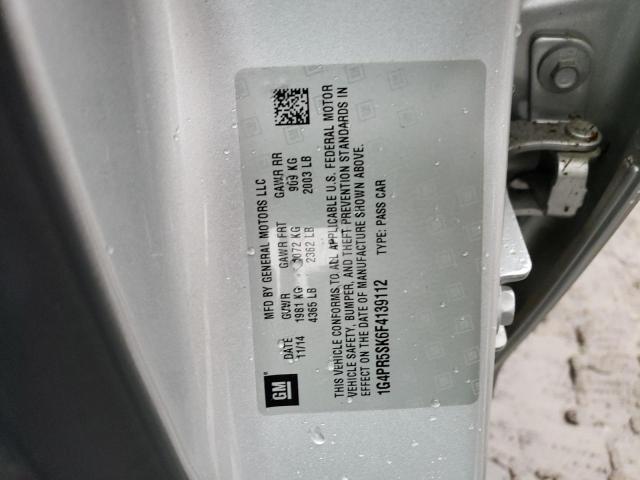 GM
MFD BY GENERAL MOTORS LLC
DATE GVWR GAWR FRT GAWR RR
11/14 1981 KG 1072 KG 909 KG
4365 LB 2362 LB 2003 LB
THIS VEHICLE CONFORMS TO ALL APPLICABLE U.S. FEDERAL MOTOR
VEHICLE SAFETY, BUMPER, AND THEFT PREVENTION STANDARDS IN
EFFECT ON THE DATE OF MANUFACTURE SHOWN ABOVE.
1G4PR5SK6F4139112 TYPE: PASS CAR